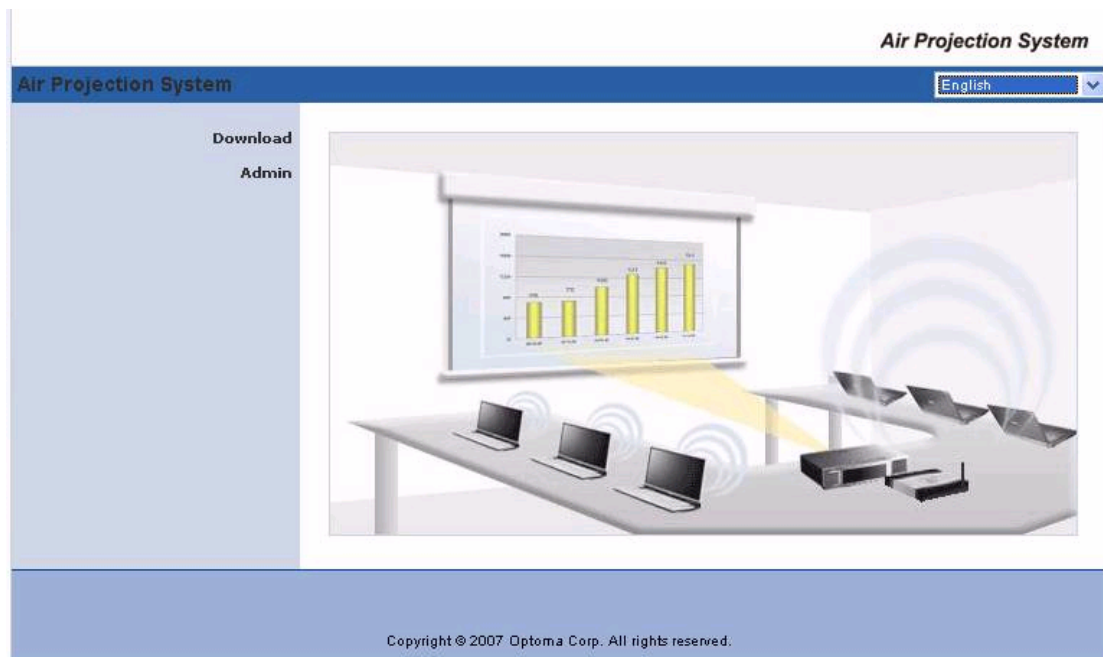 Air Projection System
Air Projection System
English
Download
Admin
Copyright © 2007 Optoma Corp. All rights reserved.